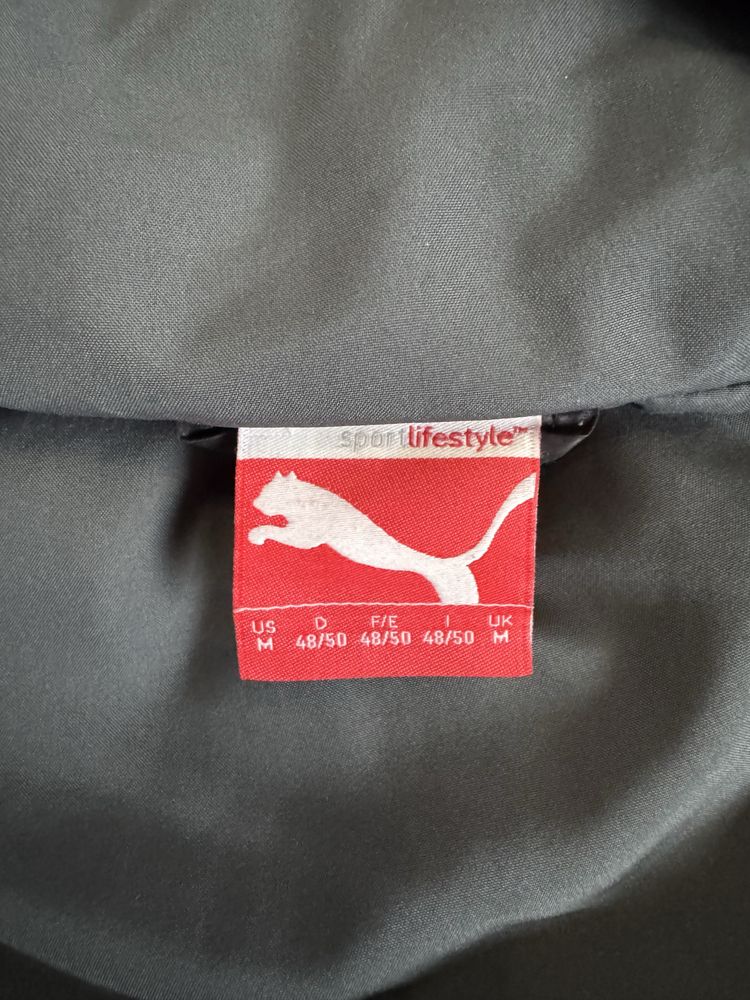 sportlifestyle™
US D F/E I UK
M 48/50 48/50 48/50 M